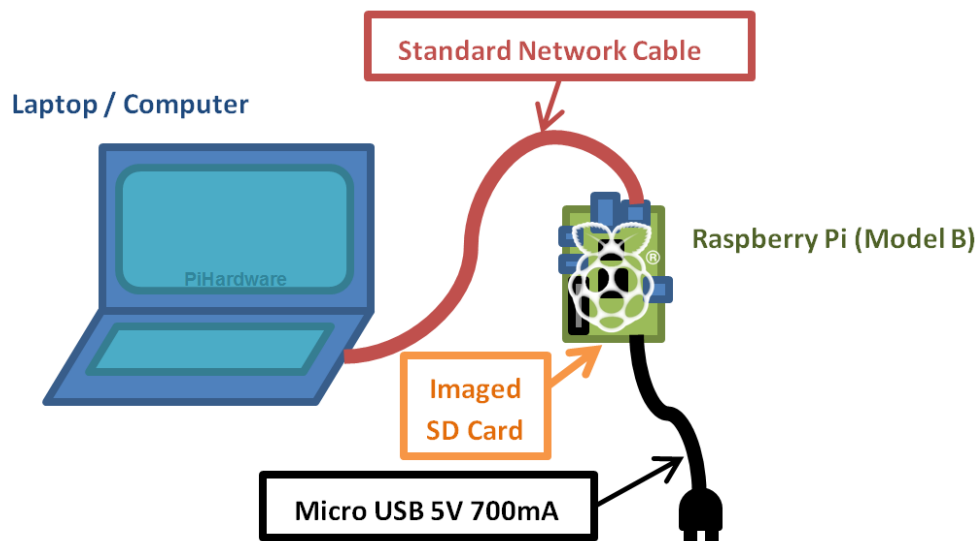 Standard Network Cable
Laptop / Computer
PiHardware
Raspberry Pi (Model B)
®
Imaged
SD Card
Micro USB 5V 700mA